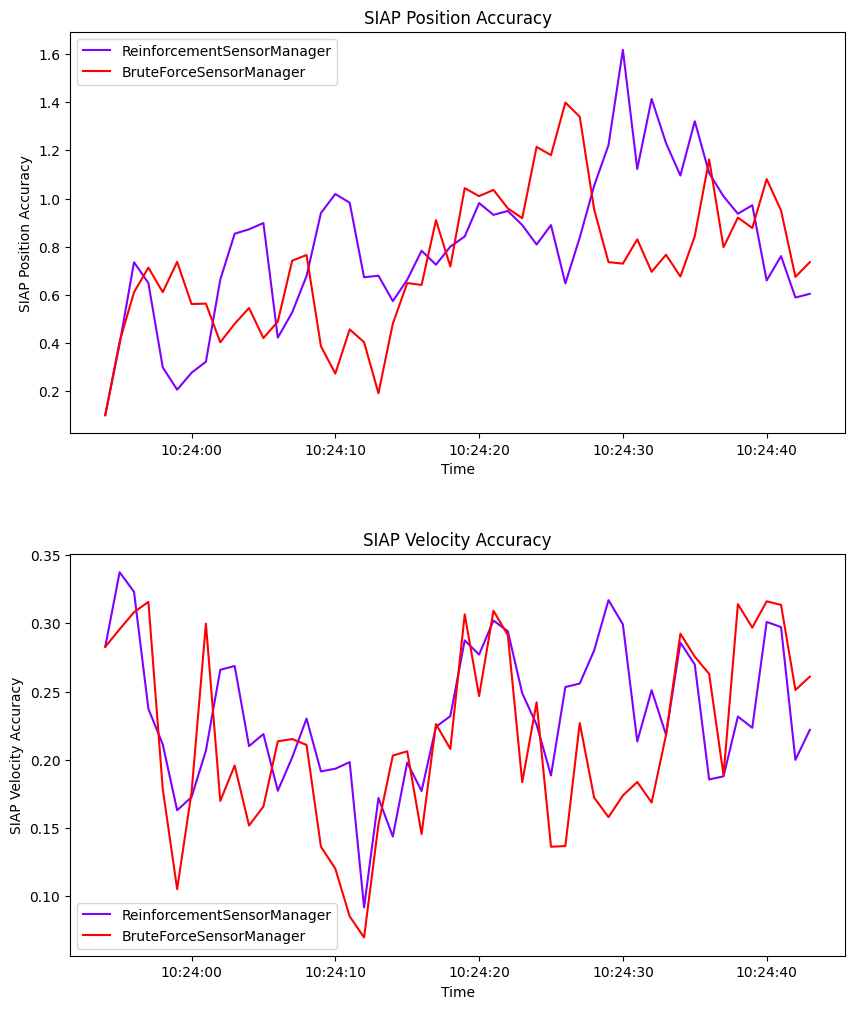 SIAP Position Accuracy
ReinforcementSensorManager
BruteForceSensorManager
SIAP Position Accuracy
1.6
1.4
1.2
1.0
0.8
0.6
0.4
0.2
10:24:00 10:24:10 10:24:20 10:24:30 10:24:40
Time
SIAP Velocity Accuracy
SIAP Velocity Accuracy
0.35
0.30
0.25
0.20
0.15
0.10
ReinforcementSensorManager
BruteForceSensorManager
10:24:00 10:24:10 10:24:20 10:24:30 10:24:40
Time